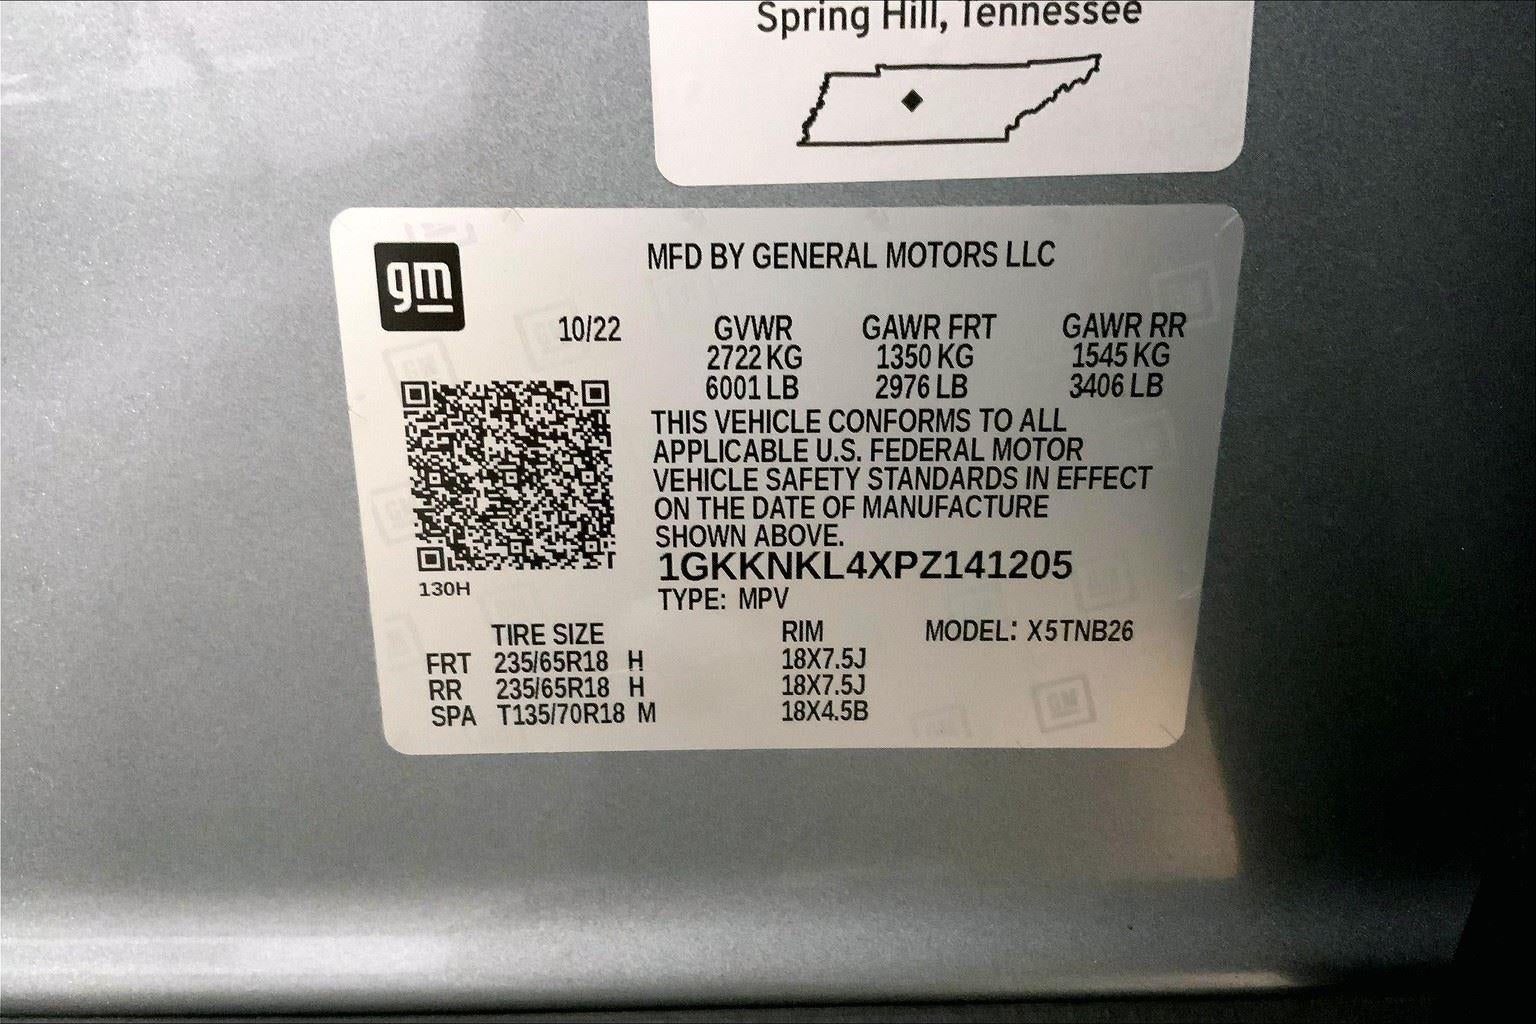 Spring Hill, Tennessee
gm
MFD BY GENERAL MOTORS LLC
10/22 GVWR GAWR FRT GAWR RR
2722 KG 1350 KG 1545 KG
6001 LB 2976 LB 3406 LB
THIS VEHICLE CONFORMS TO ALL
APPLICABLE U.S. FEDERAL MOTOR
VEHICLE SAFETY STANDARDS IN EFFECT
ON THE DATE OF MANUFACTURE
SHOWN ABOVE.
1GKKNKL4XPZ141205
130H
TYPE: MPV
TIRE SIZE RIM MODEL: X5TNB26
FRT 235/65R18 H 18X7.5J
RR 235/65R18 H 18X7.5J
SPA T135/70R18 M 18X4.5B